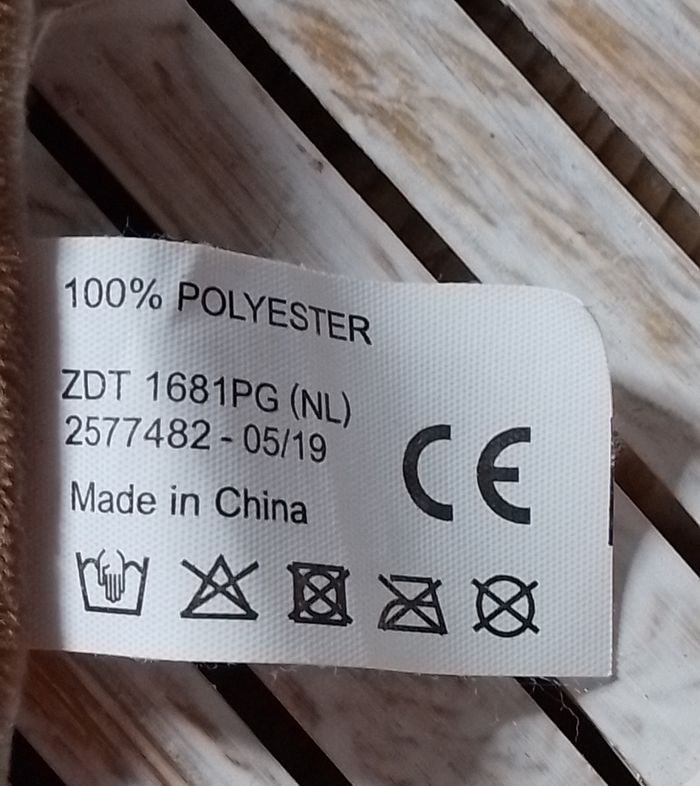 100% POLYESTER
ZDT 1681PG (NL)
2577482 - 05/19
CE
Made in China